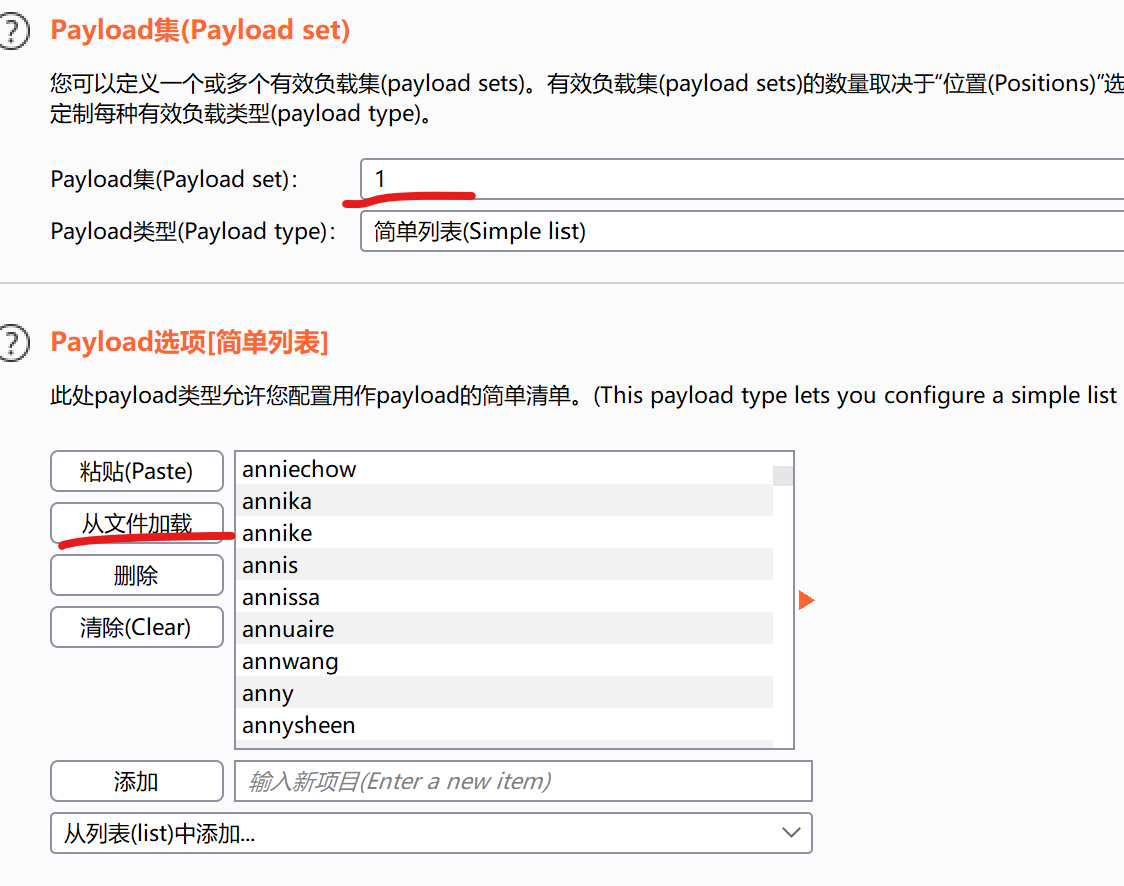 Payload集(Payload set)
您可以定义一个或多个有效负载集(payload sets)。有效负载集(payload sets)的数量取决于“位置(Positions)”选
定制每种有效负载类型(payload type)。
Payload集(Payload set)： 1
Payload类型(Payload type)： 简单列表(Simple list)
Payload选项[简单列表]
此处payload类型允许您配置用作payload的简单清单。(This payload type lets you configure a simple list
粘贴(Paste)
从文件加载
删除
清除(Clear)
anniechow
annika
annike
annis
annissa
annuaire
annwang
anny
annysheen
添加
输入新项目(Enter a new item)
从列表(list)中添加...